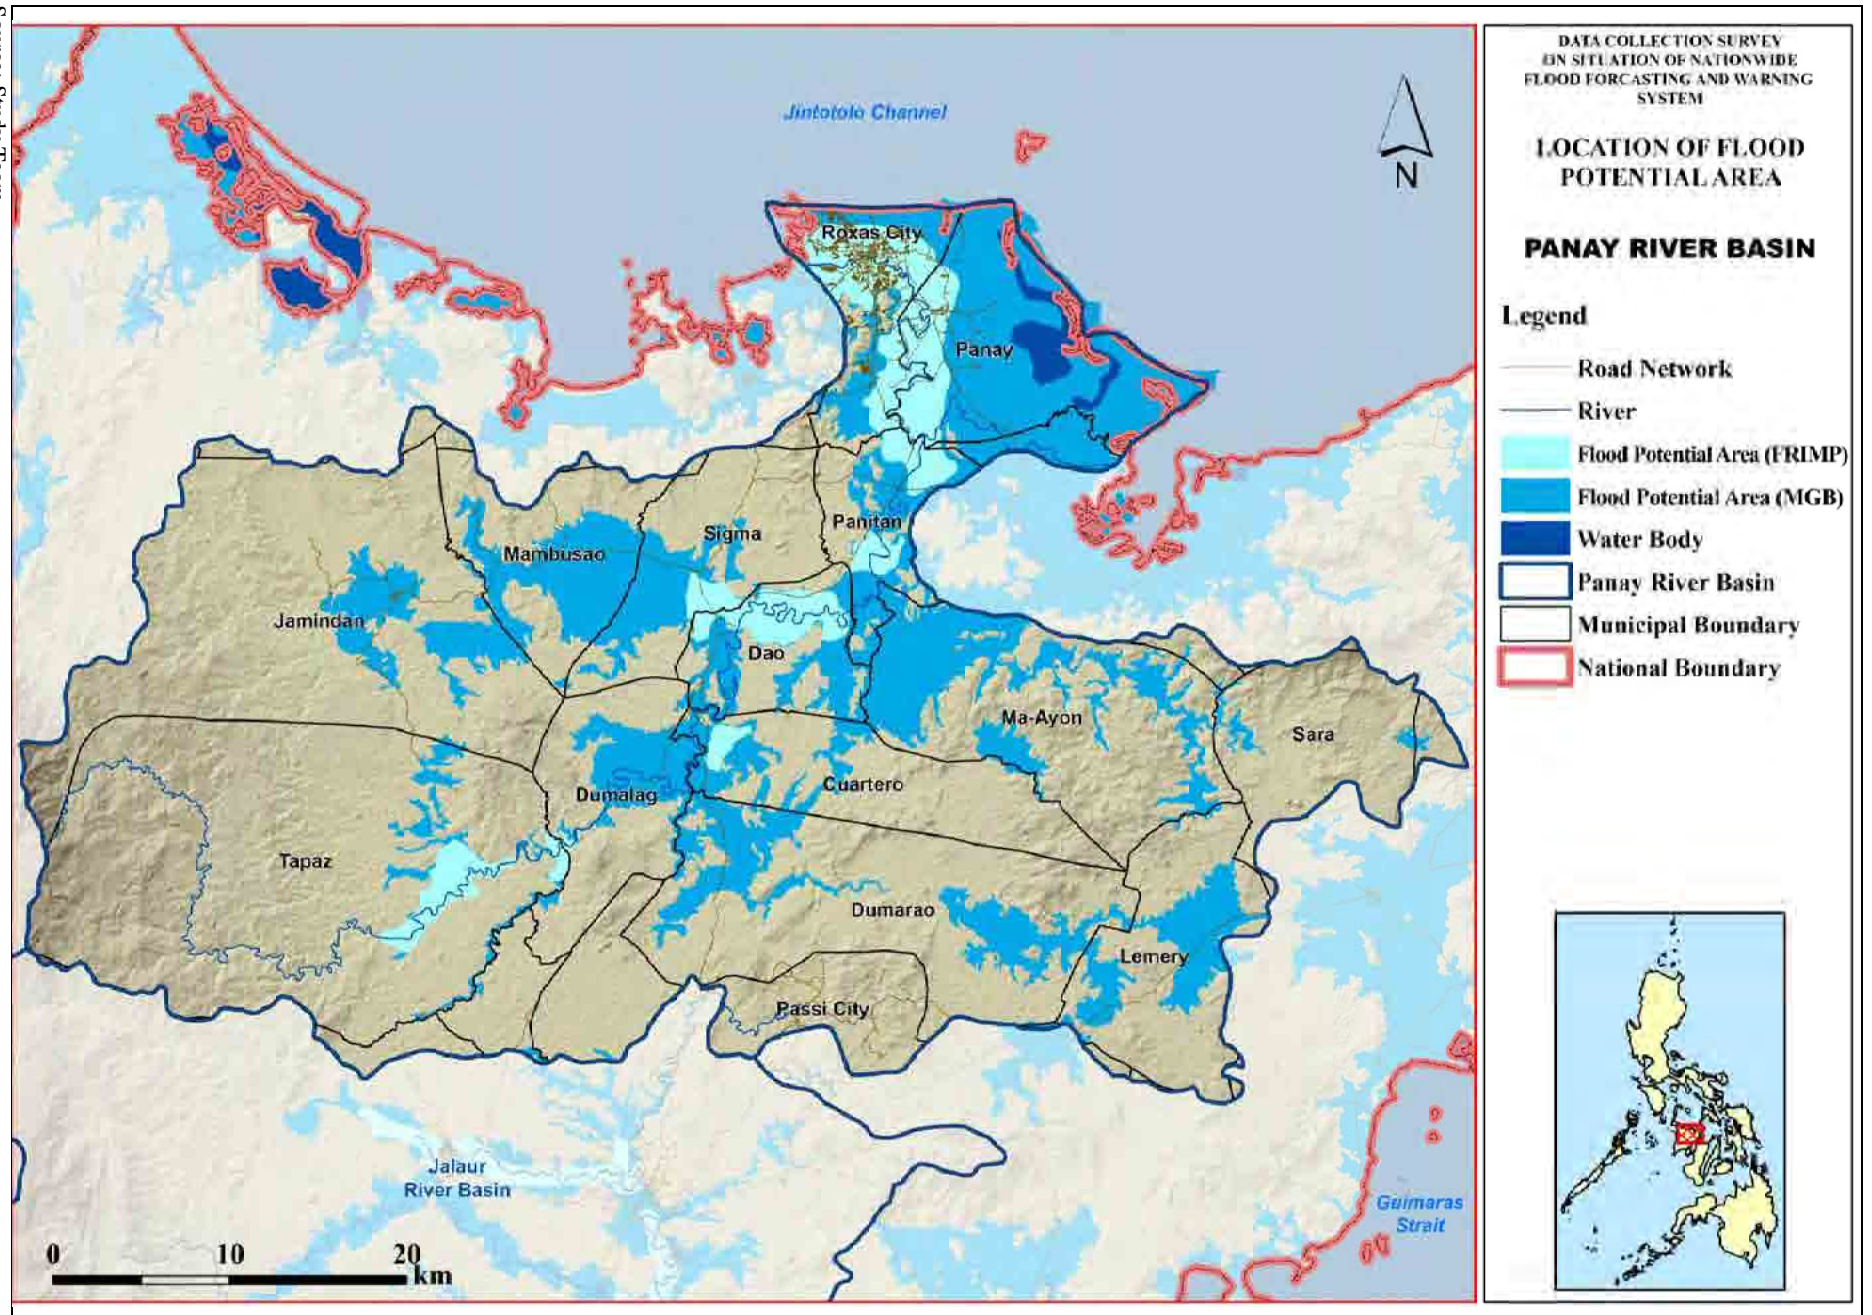 DATA COLLECTION SURVEY
ON SITUATION OF NATIONWIDE
FLOOD FORCASTING AND WARNING
SYSTEM
LOCATION OF FLOOD
POTENTIAL AREA
PANAY RIVER BASIN
Legend
Road Network
River
Flood Potential Area (FRIMP)
Flood Potential Area (MGB)
Water Body
Panay River Basin
Municipal Boundary
National Boundary
Jintotolo Channel
N
Roxas City
Panay
Panitan
Sigma
Mambusao
Jamindan
Dao
Ma-Ayon
Sara
Cuartero
Dumalag
Tapaz
Dumarao
Lemery
Passi City
Jalaur
River Basin
Guimaras
Strait
0 10 20
km